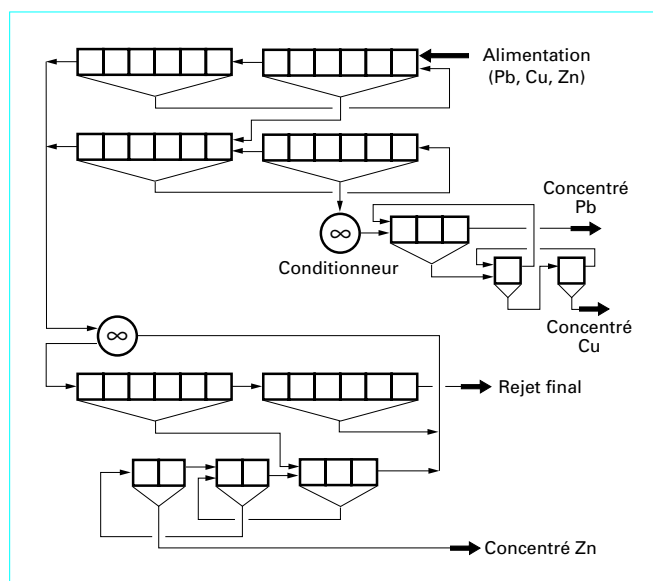 Alimentation
(Pb, Cu, Zn)
Concentré
Pb
Conditionneur
Concentré
Cu
Rejet final
Concentré Zn